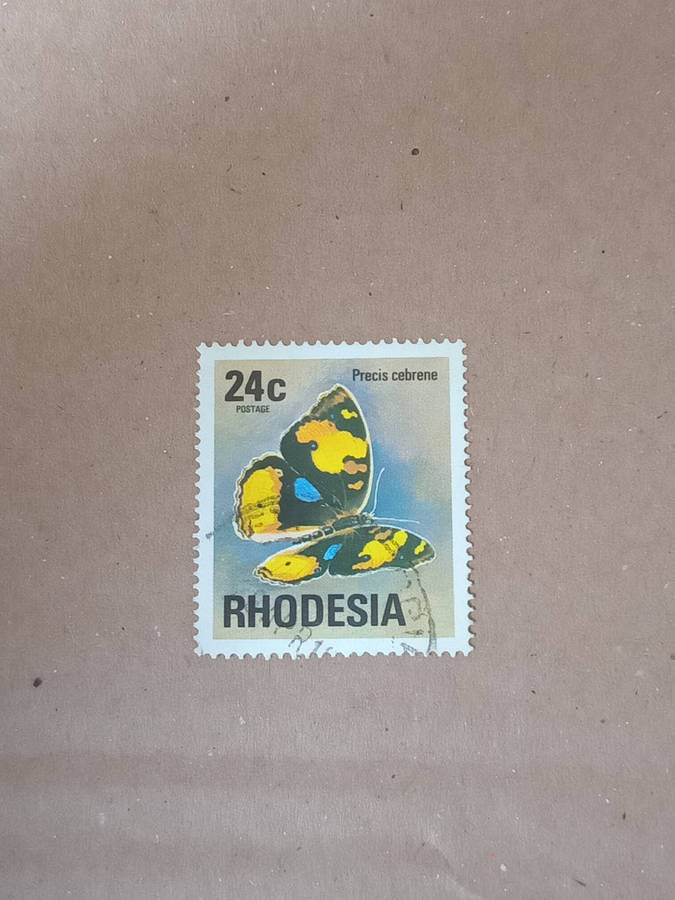 24c
POSTAGE
Precis cebrene
RHODESIA